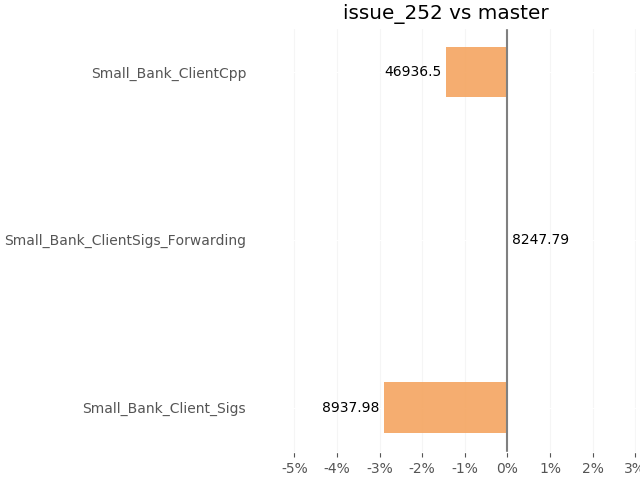 issue_252 vs master
Small_Bank_ClientCpp
46936.5
Small_Bank_ClientSigs_Forwarding
8247.79
Small_Bank_Client_Sigs
8937.98
-5% -4% -3% -2% -1% 0% 1% 2% 3%